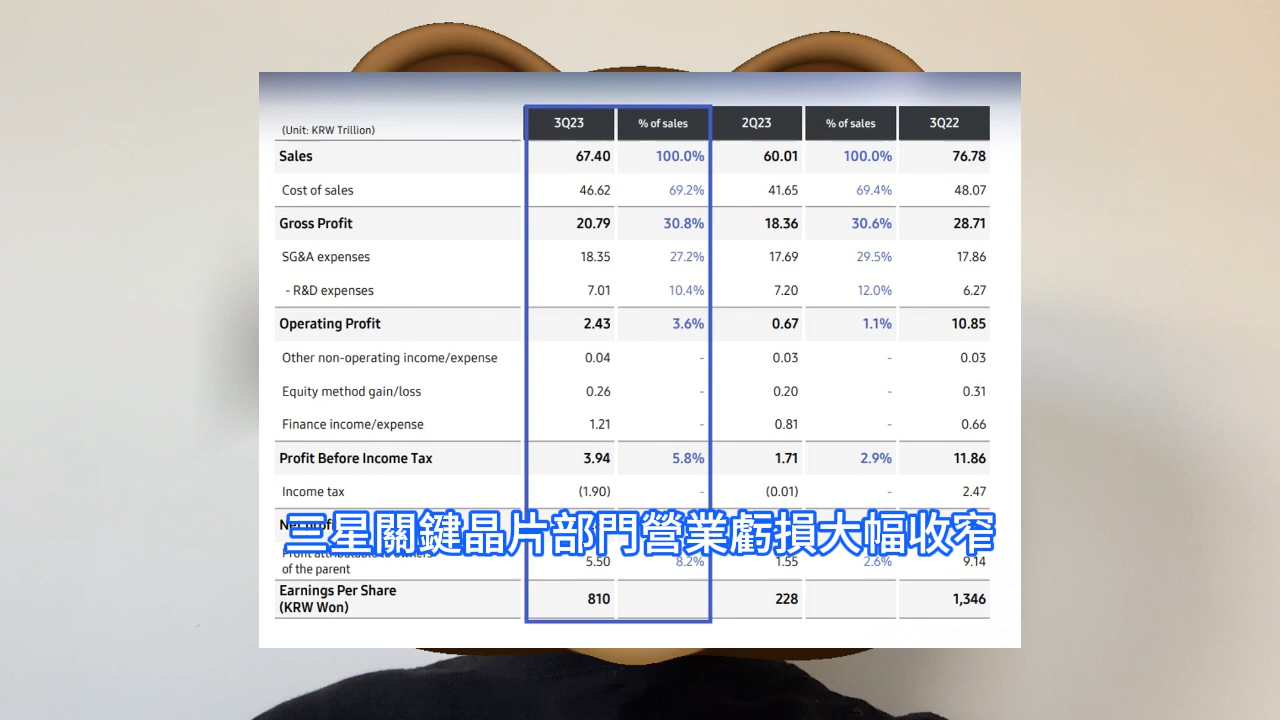 (Unit: KRW Trillion) 3Q23 % of sales 2Q23 % of sales 3Q22
Sales 67.40 100.0% 60.01 100.0% 76.78
Cost of sales 46.62 69.2% 41.65 69.4% 48.07
Gross Profit 20.79 30.8% 18.36 30.6% 28.71
SG&A expenses 18.35 27.2% 17.69 29.5% 17.86
- R&D expenses 7.01 10.4% 7.20 12.0% 6.27
Operating Profit 2.43 3.6% 0.67 1.1% 10.85
Other non-operating income/expense 0.04 - 0.03 - 0.03
Equity method gain/loss 0.26 - 0.20 - 0.31
Finance income/expense 1.21 - 0.81 - 0.66
Profit Before Income Tax 3.94 5.8% 1.71 2.9% 11.86
Income tax (1.90) - (0.01) - 2.47
Net profit
三星關鍵晶片部門營業虧損大幅收窄
Profit attributable to owners
of the parent 5.50 8.2% 1.55 2.6% 9.14
Earnings Per Share
(KRW Won) 810 228 1,346